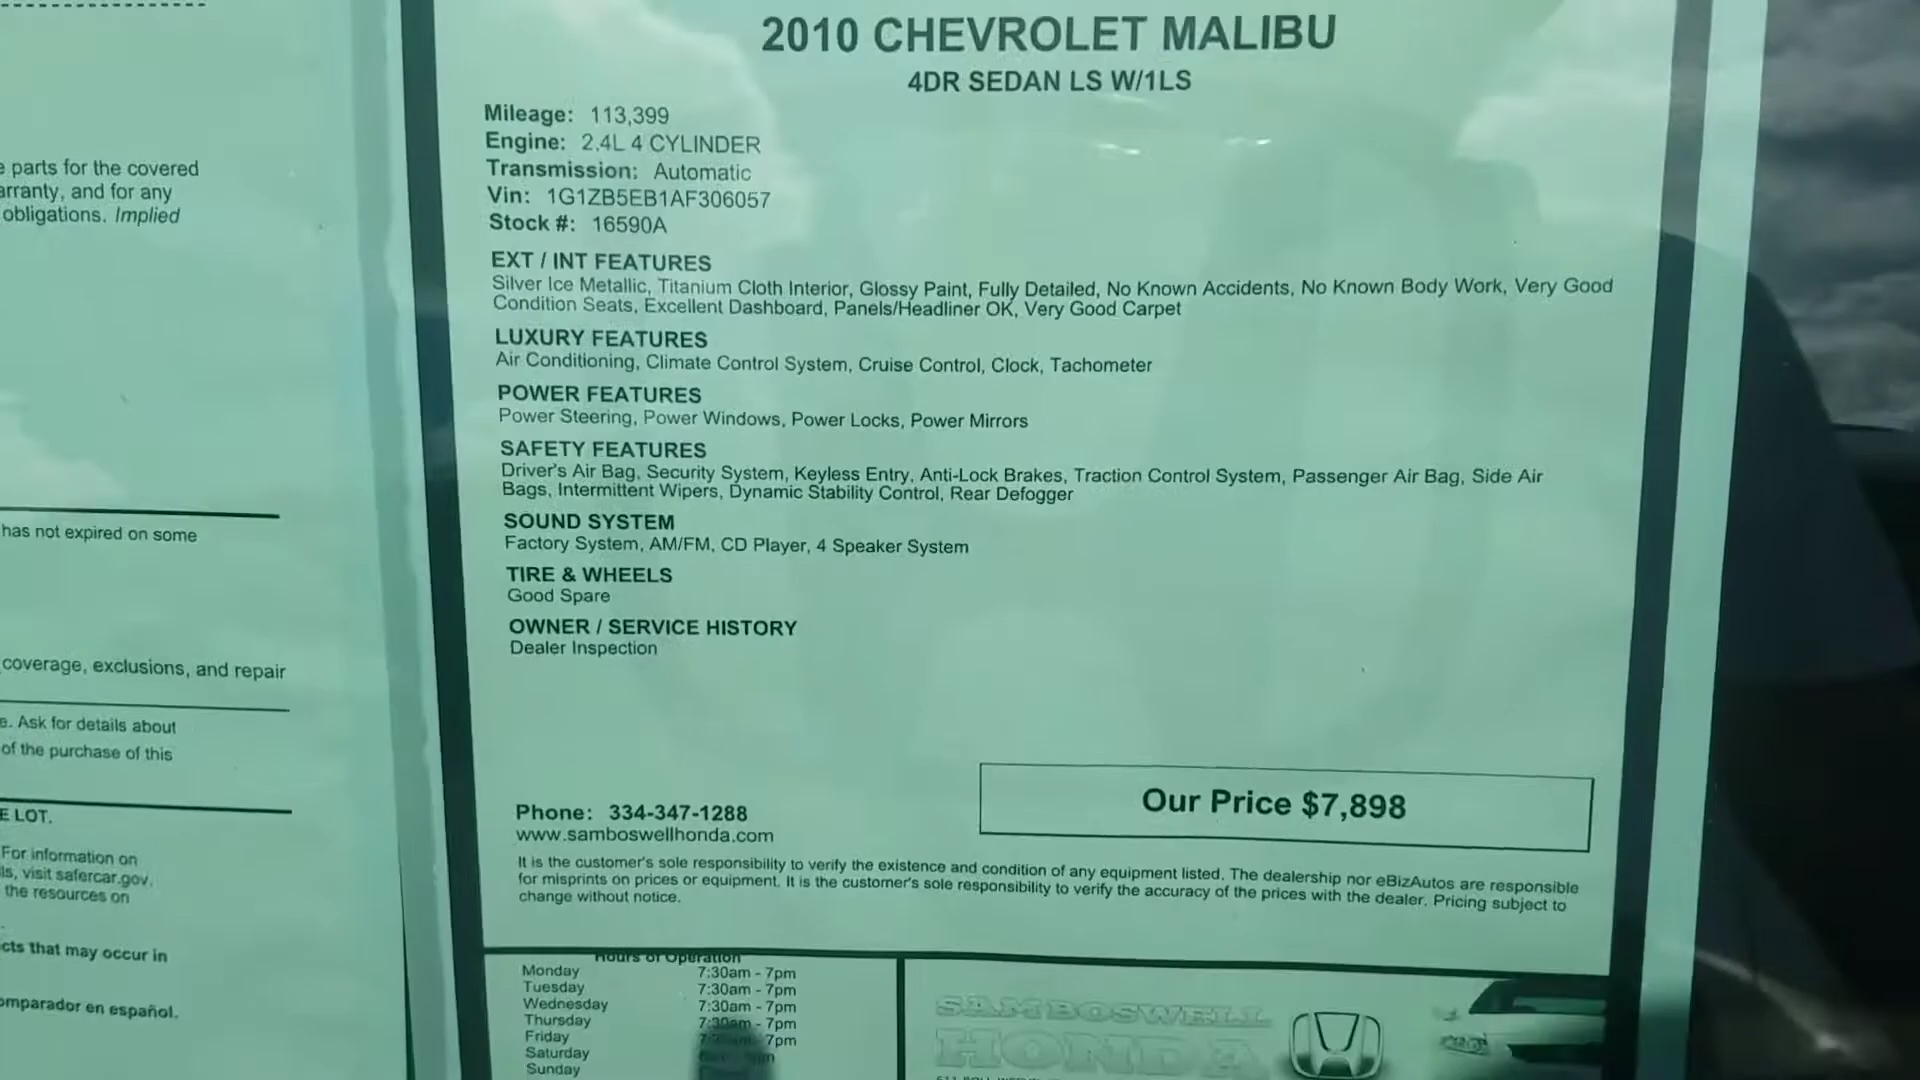 e parts for the covered
arranty, and for any
obligations. Implied
has not expired on some
coverage, exclusions, and repair
e. Ask for details about
of the purchase of this
E LOT.
For information on
ls, visit safercar.gov.
the resources on
cts that may occur in
omparador en español.
2010 CHEVROLET MALIBU
4DR SEDAN LS W/1LS
Mileage: 113,399
Engine: 2.4L 4 CYLINDER
Transmission: Automatic
Vin: 1G1ZB5EB1AF306057
Stock #: 16590A
EXT / INT FEATURES
Silver Ice Metallic, Titanium Cloth Interior, Glossy Paint, Fully Detailed, No Known Accidents, No Known Body Work, Very Good
Condition Seats, Excellent Dashboard, Panels/Headliner OK, Very Good Carpet
LUXURY FEATURES
Air Conditioning, Climate Control System, Cruise Control, Clock, Tachometer
POWER FEATURES
Power Steering, Power Windows, Power Locks, Power Mirrors
SAFETY FEATURES
Driver's Air Bag, Security System, Keyless Entry, Anti-Lock Brakes, Traction Control System, Passenger Air Bag, Side Air
Bags, Intermittent Wipers, Dynamic Stability Control, Rear Defogger
SOUND SYSTEM
Factory System, AM/FM, CD Player, 4 Speaker System
TIRE & WHEELS
Good Spare
OWNER / SERVICE HISTORY
Dealer Inspection
Our Price $7,898
Phone: 334-347-1288
www.samboswellhonda.com
It is the customer's sole responsibility to verify the existence and condition of any equipment listed. The dealership nor eBizAutos are responsible
for misprints on prices or equipment. It is the customer's sole responsibility to verify the accuracy of the prices with the dealer. Pricing subject to
change without notice.
Hours of Operation
Monday 7:30am - 7pm
Tuesday 7:30am - 7pm
Wednesday 7:30am - 7pm
Thursday 7:30am - 7pm
Friday 7pm
Saturday
Sunday
SAM BOSWELL
HONDA